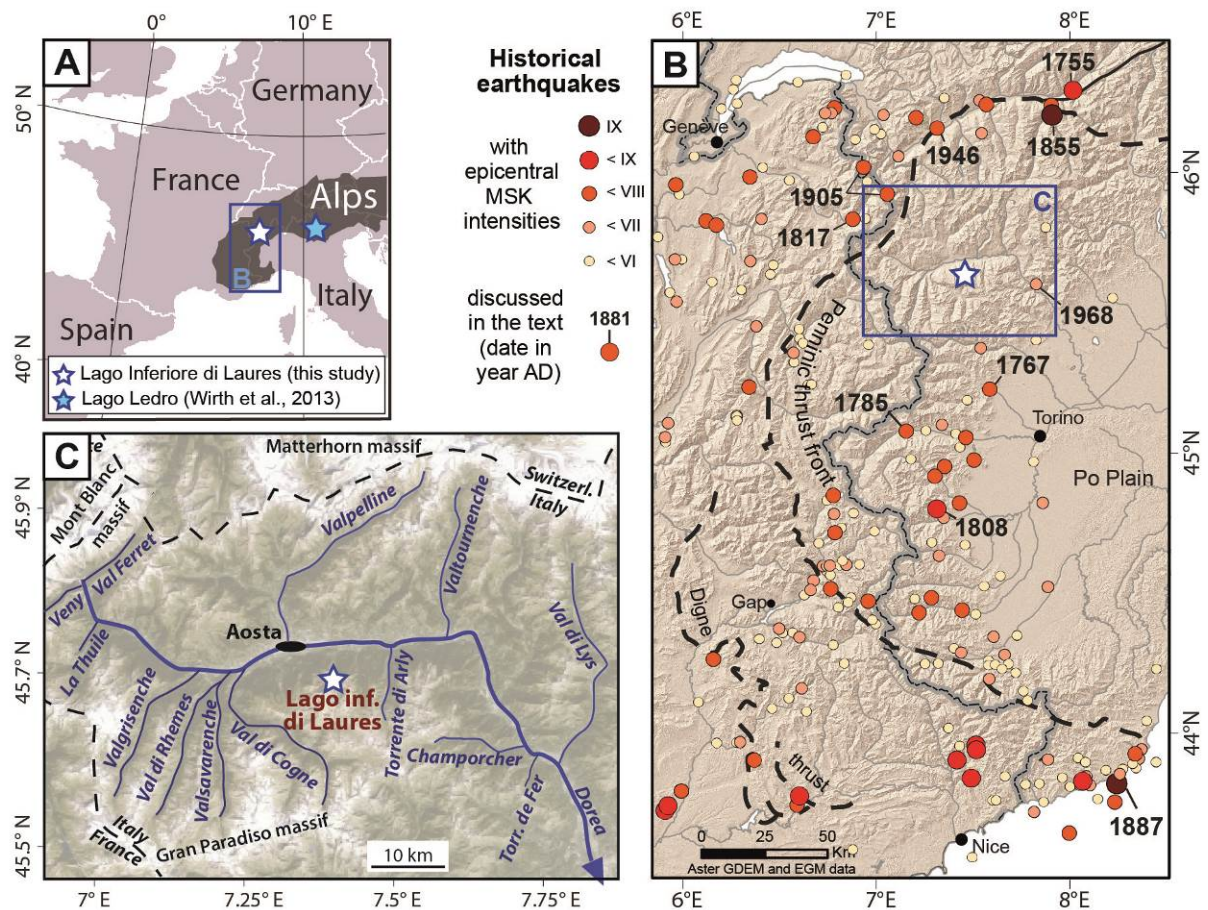 0°
10° E
50° N
40° N
A
Germany
France
Alps
B
Italy
Spain
Lago Inferiore di Laures (this study)
Lago Ledro (Wirth et al., 2013)
Historical
earthquakes
with
epicentral
MSK
intensities
IX
< IX
< VIII
< VII
< VI
discussed
in the text
(date in
year AD)
1881
6°E
7°E
8°E
B
1755
Genève
1946
1855
46°N
1905
C
1817
1968
Penninic thrust front
1767
1785
Torino
45°N
Po Plain
1808
Gap
Digne
thrust
44°N
1887
Nice
0
25
50
Km
Aster GDEM and EGM data
6°E
7°E
8°E
C
Matterhorn massif
Switzerl.
Italy
Mont Blanc
massif
45.9°N
Valpelline
Valtournenche
Val Ferret
Veny
La Thuile
Aosta
Val di Lys
45.7°N
Lago inf.
di Laures
Torrente di Arly
Valgrisenche
Val di Rhemes
Valsavarenche
Val di Cogne
Champorcher
Torr. de Fer
Dorea
Italy
France
Gran Paradiso massif
10 km
45.5° N
7°E
7.25°E
7.5°E
7.75°E